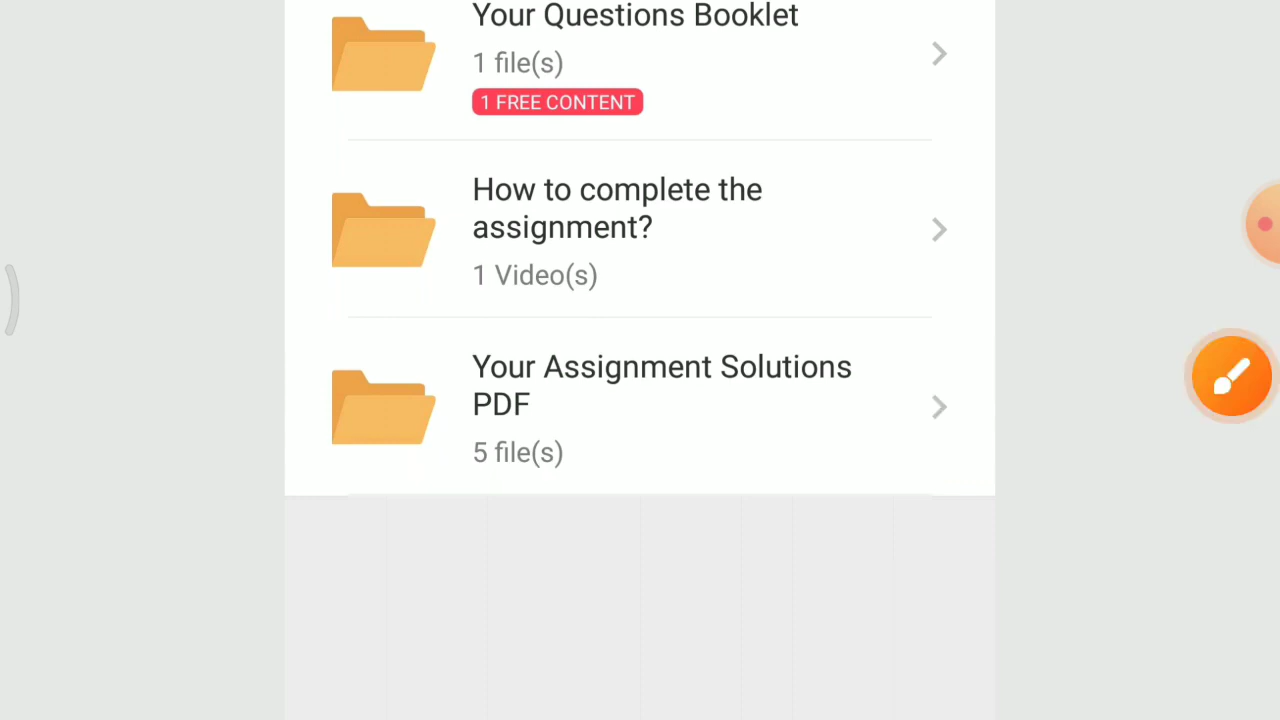 Your Questions Booklet
1 file(s)
1 FREE CONTENT
How to complete the
assignment?
1 Video(s)
Your Assignment Solutions
PDF
5 file(s)